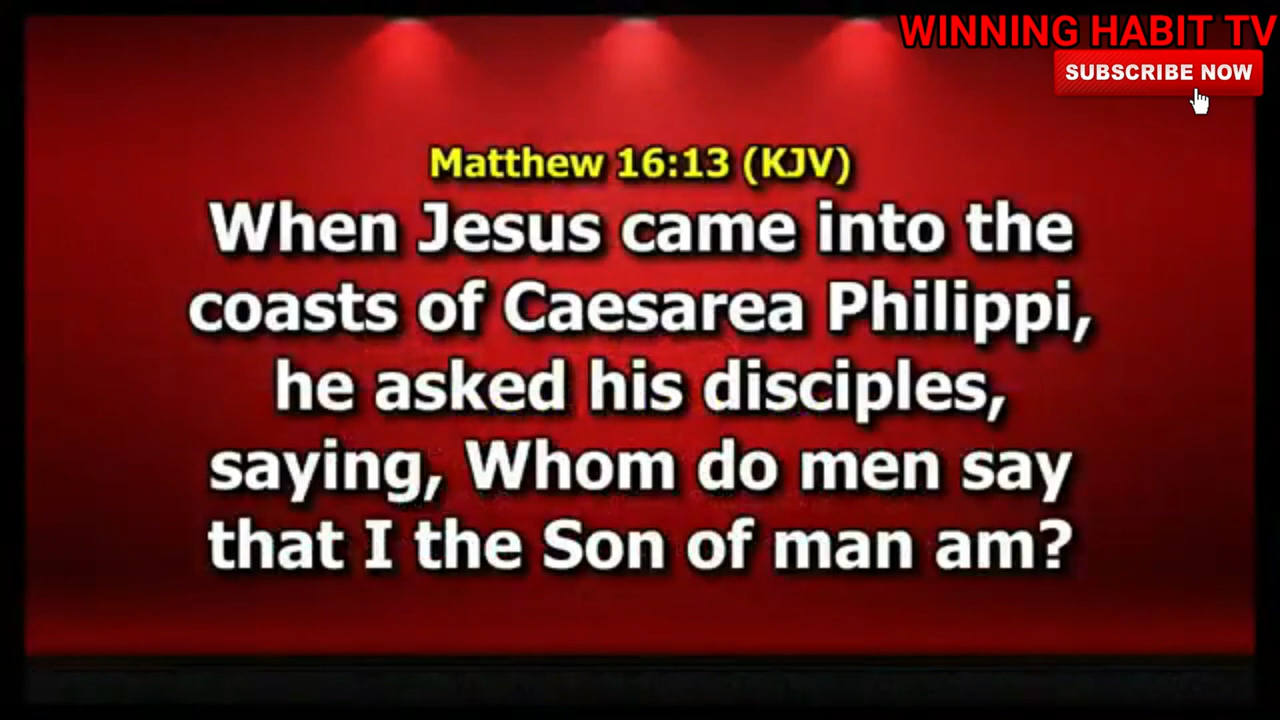 WINNING HABIT TV
SUBSCRIBE NOW
Matthew 16:13 (KJV)
When Jesus came into the
coasts of Caesarea Philippi,
he asked his disciples,
saying, Whom do men say
that I the Son of man am?